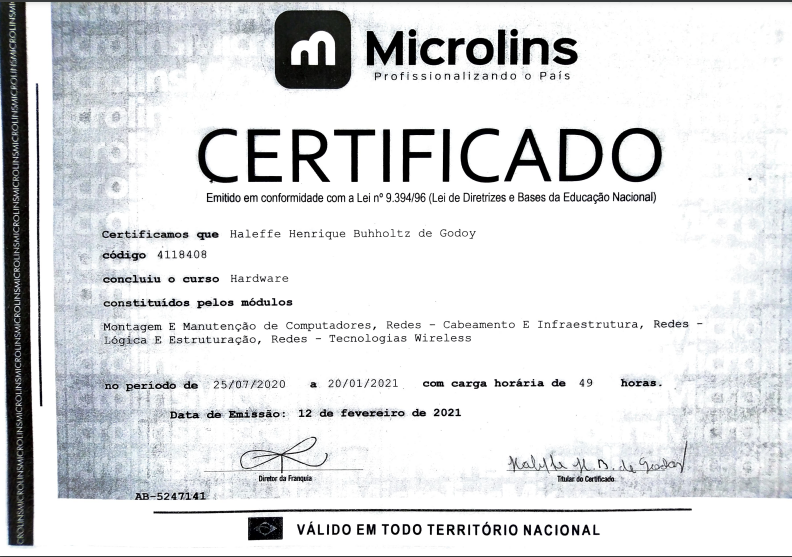 Microlins
Profissionalizando o País
CERTIFICADO
Emitido em conformidade com a Lei nº 9.394/96 (Lei de Diretrizes e Bases da Educação Nacional)
Certificamos que Haleffe Henrique Buhholtz de Godoy
código 4118408
concluiu o curso Hardware
constituídos pelos módulos
Montagem E Manutenção de Computadores, Redes - Cabeamento E Infraestrutura, Redes -
Lógica E Estruturação, Redes - Tecnologias Wireless
no período de 25/07/2020 a 20/01/2021 com carga horária de 49 horas.
Data de Emissão: 12 de fevereiro de 2021
Diretor da Franquia
Titular do Certificado
AB-5247141
VÁLIDO EM TODO TERRITÓRIO NACIONAL